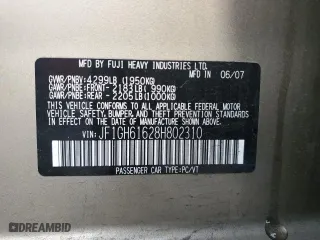 MFD BY FUJI HEAVY INDUSTRIES LTD.
GVWR/PNBV:4299LB (1950KG) IN 06/07
GAWR/PNBE:FRONT- 2183LB( 990KG)
GAWR/PNBE:REAR - 2205LB(1000KG)
THIS VEHICLE CONFORMS TO ALL APPLICABLE FEDERAL MOTOR
VEHICLE SAFETY, BUMPER, AND THEFT PREVENTION STANDARDS
IN EFFECT ON THE DATE OF MANUFACTURE SHOWN ABOVE.
VIN:JF1GH61628H802310
PASSENGER CAR TYPE:PC/VT
DREAMBID